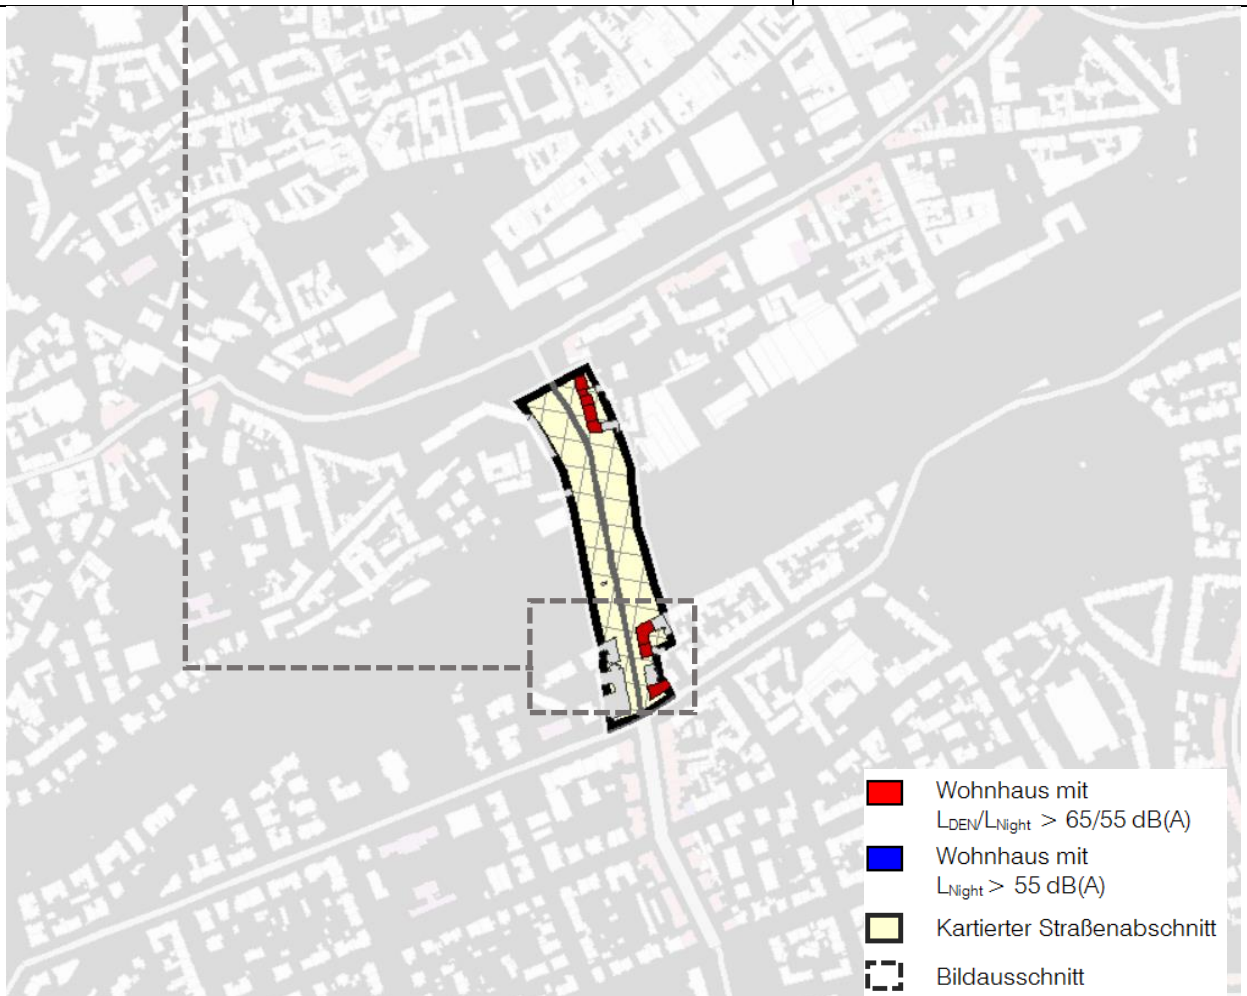 Wohnhaus mit
LDEN/LNight > 65/55 dB(A)
Wohnhaus mit
LNight > 55 dB(A)
Kartierter Straßenabschnitt
Bildausschnitt